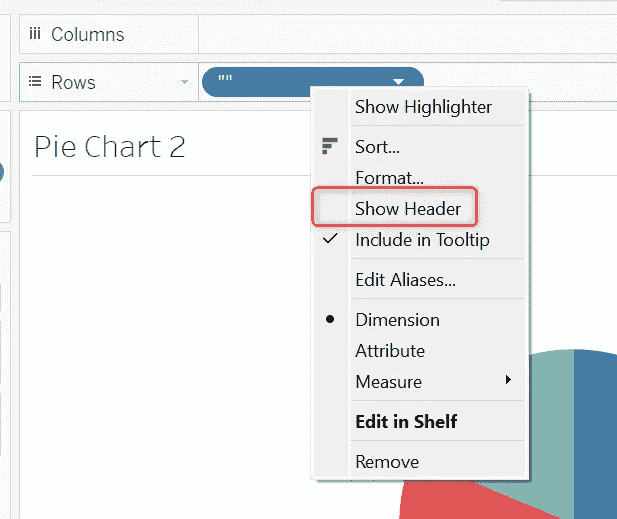 Columns
Rows
""
Pie Chart 2
Show Highlighter
Sort...
Format...
Show Header
Include in Tooltip
Edit Aliases...
Dimension
Attribute
Measure
Edit in Shelf
Remove